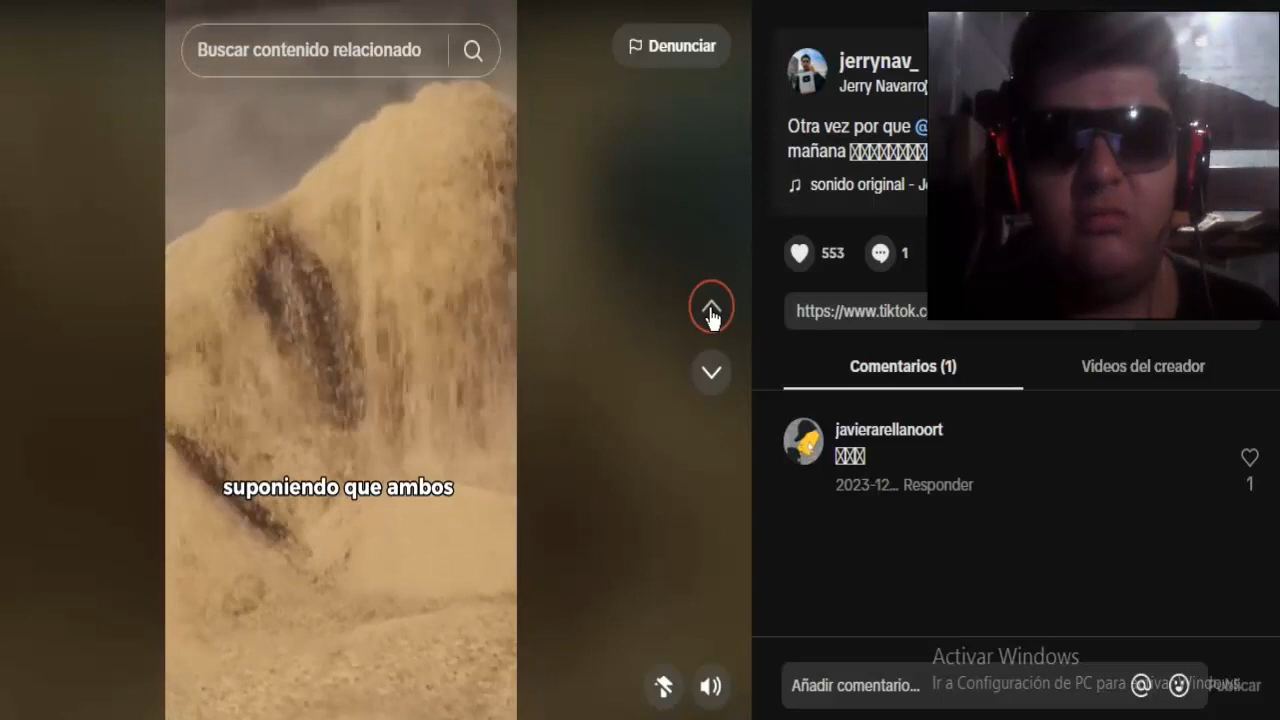 Buscar contenido relacionado
Denunciar
suponiendo que ambos
jerrynav_
Jerry Navarro
Otra vez por que @
mañana
sonido original - Je
553
1
https://www.tiktok.c
Comentarios (1)
Videos del creador
javierarellanoort
2023-12... Responder
1
Activar Windows
Ir a Configuración de PC para activar Windows.
Añadir comentario...
Publicar